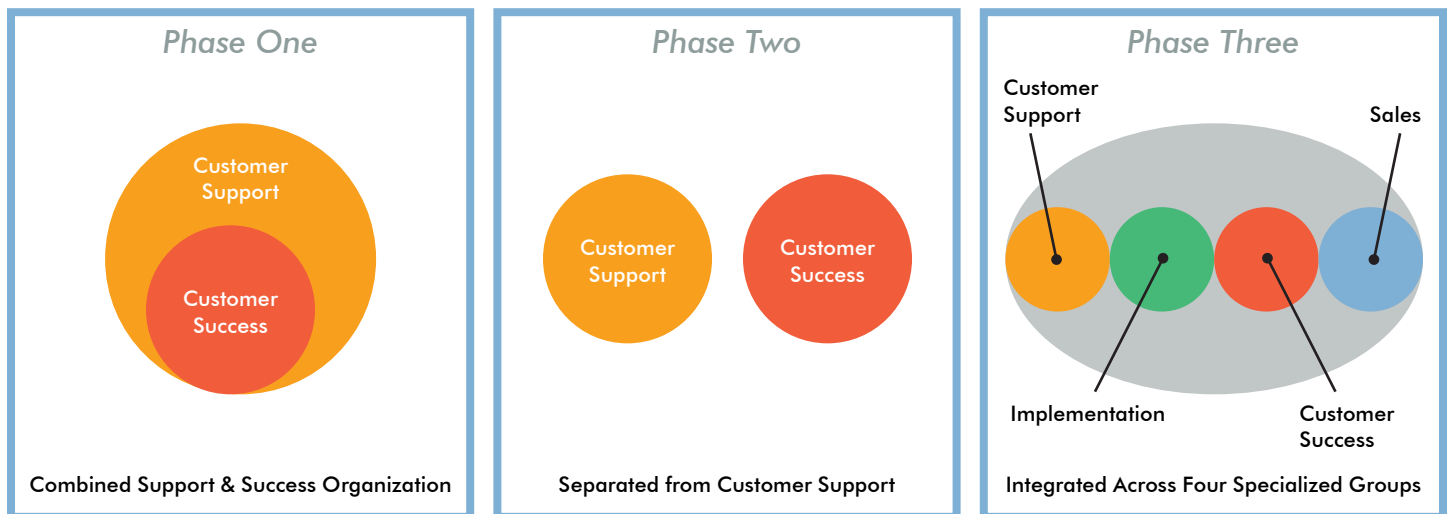 Phase One
Customer
Support
Customer
Success
Combined Support & Success Organization
Phase Two
Customer
Support
Customer
Success
Separated from Customer Support
Phase Three
Customer
Support
Sales
Implementation
Customer
Success
Integrated Across Four Specialized Groups